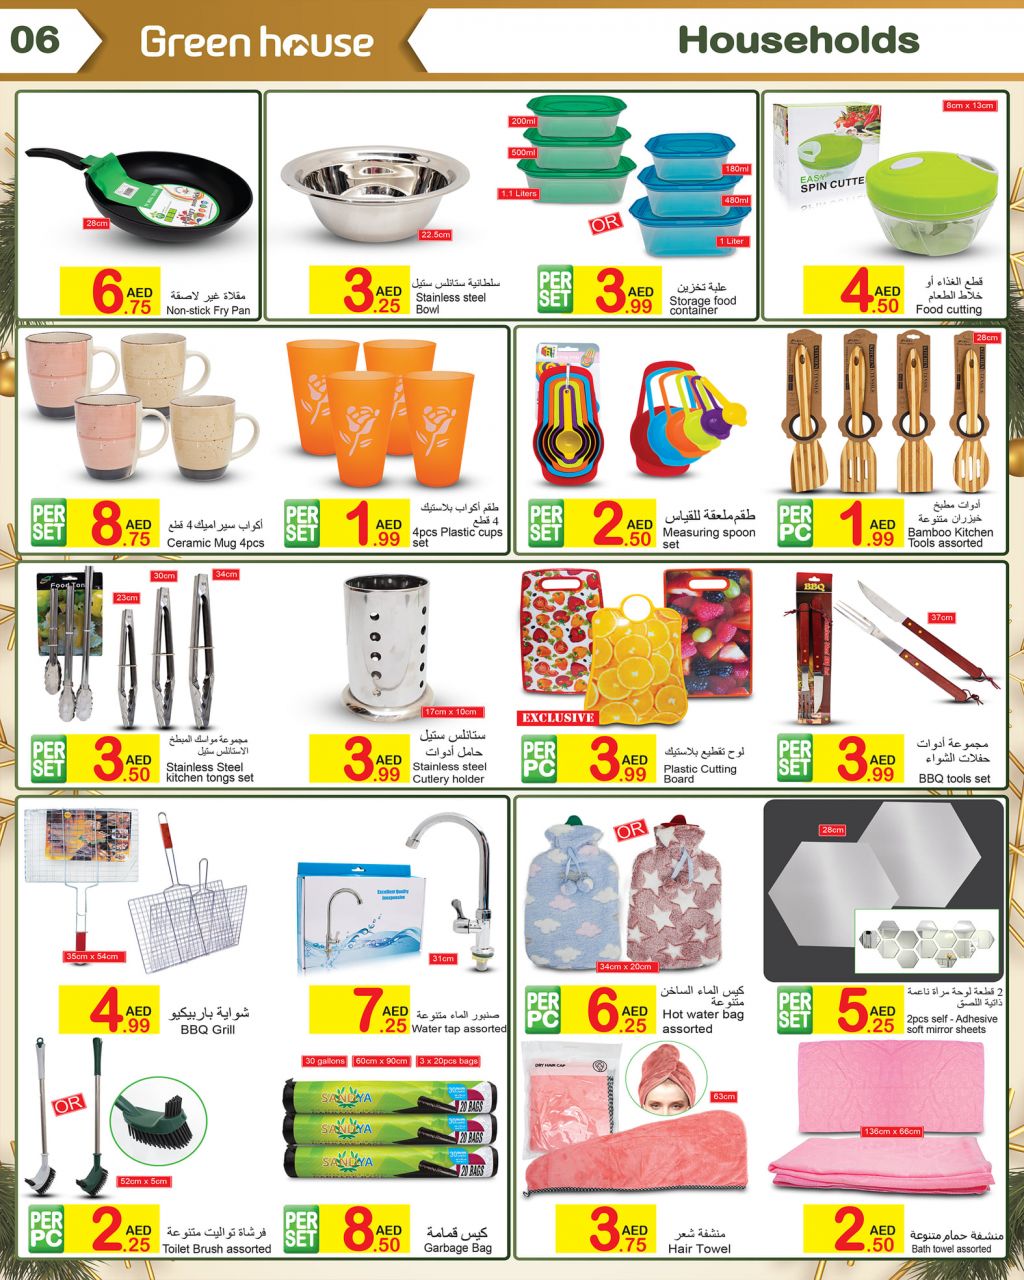 06
Green house
Households
28cm
6.75 AED
مقلاة غير لاصقة
Non-stick Fry Pan
22.5cm
3.25 AED
سلطانية ستانلس ستيل
Stainless steel
Bowl
200ml
500ml
1.1 Liters
OR
180ml
480ml
1 Liter
PER SET
3.99 AED
علبة تخزين
Storage food
container
EASY
SPIN CUTTE
8cm x 13cm
4.50 AED
قطع الغذاء أو
خلاط الطعام
Food cutting
PER SET
8.75 AED
أكواب سيراميك 4 قطع
Ceramic Mug 4pcs
PER SET
1.99 AED
طقم أكواب بلاستيك
4 قطع
4pcs Plastic cups
set
PER SET
2.50 AED
طقم ملعقة للقياس
Measuring spoon
set
28cm
PER PC
1.99 AED
أدوات مطبخ
خيزران متنوعة
Bamboo Kitchen
Tools assorted
Food Ton
23cm
30cm
34cm
PER SET
3.50 AED
مجموعة مواسك المبطخ
الاستانلس ستيل
Stainless Steel
kitchen tongs set
17cm x 10cm
3.99 AED
ستانلس ستيل
حامل أدوات
Stainless steel
Cutlery holder
EXCLUSIVE
PER PC
3.99 AED
لوح تقطيع بلاستيك
Plastic Cutting
Board
BBQ
37cm
PER SET
3.99 AED
مجموعة أدوات
حفلات الشواء
BBQ tools set
35cm x 54cm
4.99 AED
شواية باربيكيو
BBQ Grill
Excellent Quality
Inexpensive
31cm
7.25 AED
صنبور الماء متنوعة
Water tap assorted
OR
34cm x 20cm
PER PC
6.25 AED
كيس الماء الساخن
متنوعة
Hot water bag
assorted
28cm
PER SET
5.25 AED
2 قطعة لوحة مرأة ناعمة
ذاتية اللصق
2pcs self - Adhesive
soft mirror sheets
OR
52cm x 5cm
PER PC
2.25 AED
فرشاة تواليت متنوعة
Toilet Brush assorted
30 gallons
60cm x 90cm
3 x 20pcs bags
SANDYA
20 BAGS
SANDYA
20 BAGS
SANDYA
20 BAGS
PER SET
8.50 AED
كيس قمامة
Garbage Bag
DRY HAIR CAP
63cm
3.75 AED
منشفة شعر
Hair Towel
136cm x 66cm
2.50 AED
منشفة حمام متنوعة
Bath towel assorted